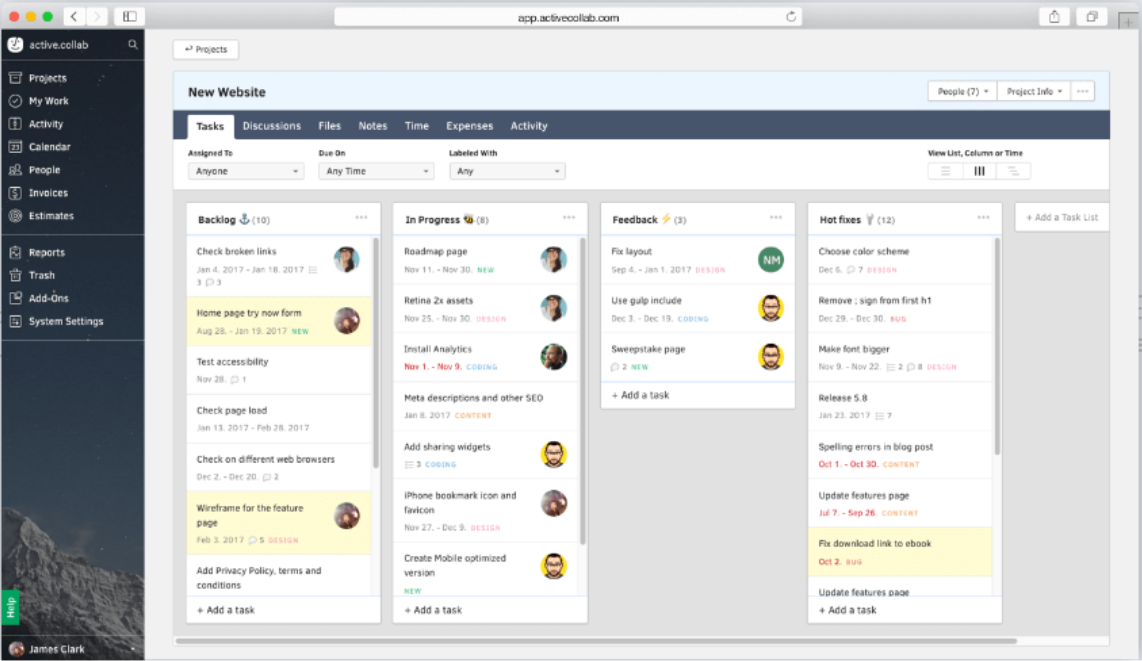 app.activecollab.com
active.collab
Projects
My Work
Activity
23
Calendar
People
Invoices
Estimates
Reports
Trash
Add-Ons
System Settings
Help
James Clark
Projects
New Website
People (7)
Project Info
Tasks
Discussions
Files
Notes
Time
Expenses
Activity
Assigned To
Due On
Labeled With
View List, Column or Time
Anyone
Any Time
Any
Backlog (10)
Check broken links
Jan 4. 2017 - Jan 18. 2017
3 3
Home page try now form
Aug 28. - Jan 19. 2017 NEW
Test accessibility
Nov 28. 1
Check page load
Jan 13. 2017 - Feb 28. 2017
Check on different web browsers
Dec 2. - Dec 20. 2
Wireframe for the feature
page
Feb 3. 2017 5 DESIGN
Add Privacy Policy, terms and
conditions
+ Add a task
In Progress (8)
Roadmap page
Nov 11. - Nov 30. NEW
Retina 2x assets
Nov 25. - Nov 30. DESIGN
Install Analytics
Nov 1. - Nov 9. CODING
Meta descriptions and other SEO
Jan 8. 2017 CONTENT
Add sharing widgets
3 CODING
iPhone bookmark icon and
favicon
Nov 27. - Dec 9. DESIGN
Create Mobile optimized
version
NEW
+ Add a task
Feedback (3)
Fix layout
Sep 4. - Jan 1. 2017 DESIGN
NM
Use gulp include
Dec 3. - Dec 19. CODING
Sweepstake page
2 NEW
+ Add a task
Hot fixes (12)
Choose color scheme
Dec 6. 7 DESIGN
Remove ; sign from first h1
Dec 29. - Dec 30. BUG
Make font bigger
Nov 9. - Nov 22. 2 8 DESIGN
Release 5.8
Jan 23. 2017 7
Spelling errors in blog post
Oct 1. - Oct 30. CONTENT
Update features page
Jul 7. - Sep 26. CONTENT
Fix download link to ebook
Oct 2. BUG
Update features page
+ Add a task
+ Add a Task List